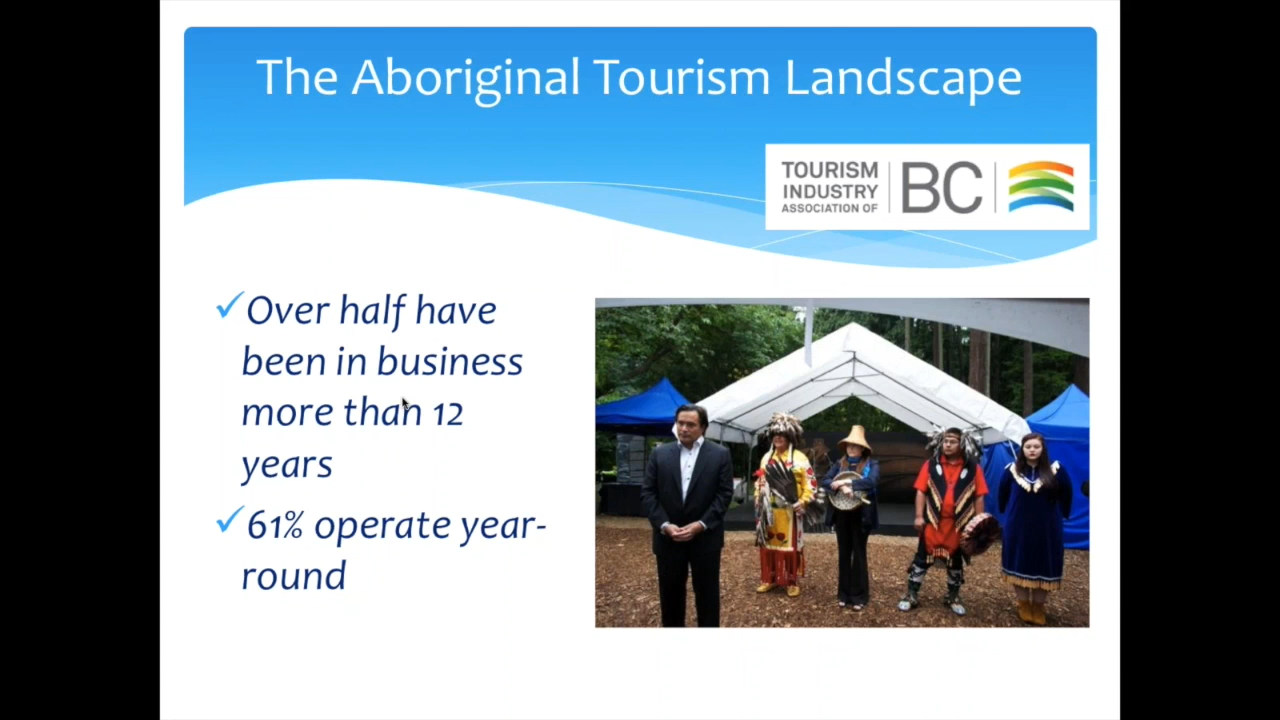 The Aboriginal Tourism Landscape
TOURISM
INDUSTRY
ASSOCIATION OF
BC
Over half have
been in business
more than 12
years
61% operate year-
round